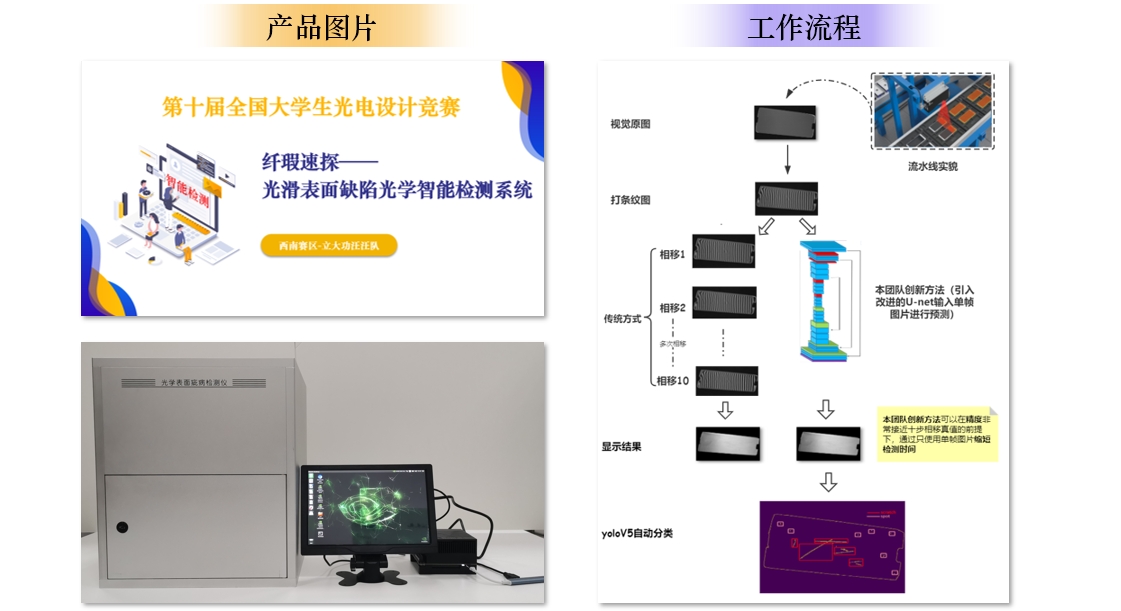 产品图片
工作流程
第十届全国大学生光电设计竞赛
纤瑕速探——
光滑表面缺陷光学智能检测系统
智能检测
西南赛区-立大功汪汪队
光学表面疵病检测仪
视觉原图
流水线实貌
打条纹图
传统方式
相移1
相移2
多次相移
相移10
本团队创新方法（引入
改进的U-net输入单帧
图片进行预测）
显示结果
本团队创新方法可以在精度非
常接近十步相移真值的前提
下，通过只使用单帧图片缩短
检测时间
yoloV5自动分类